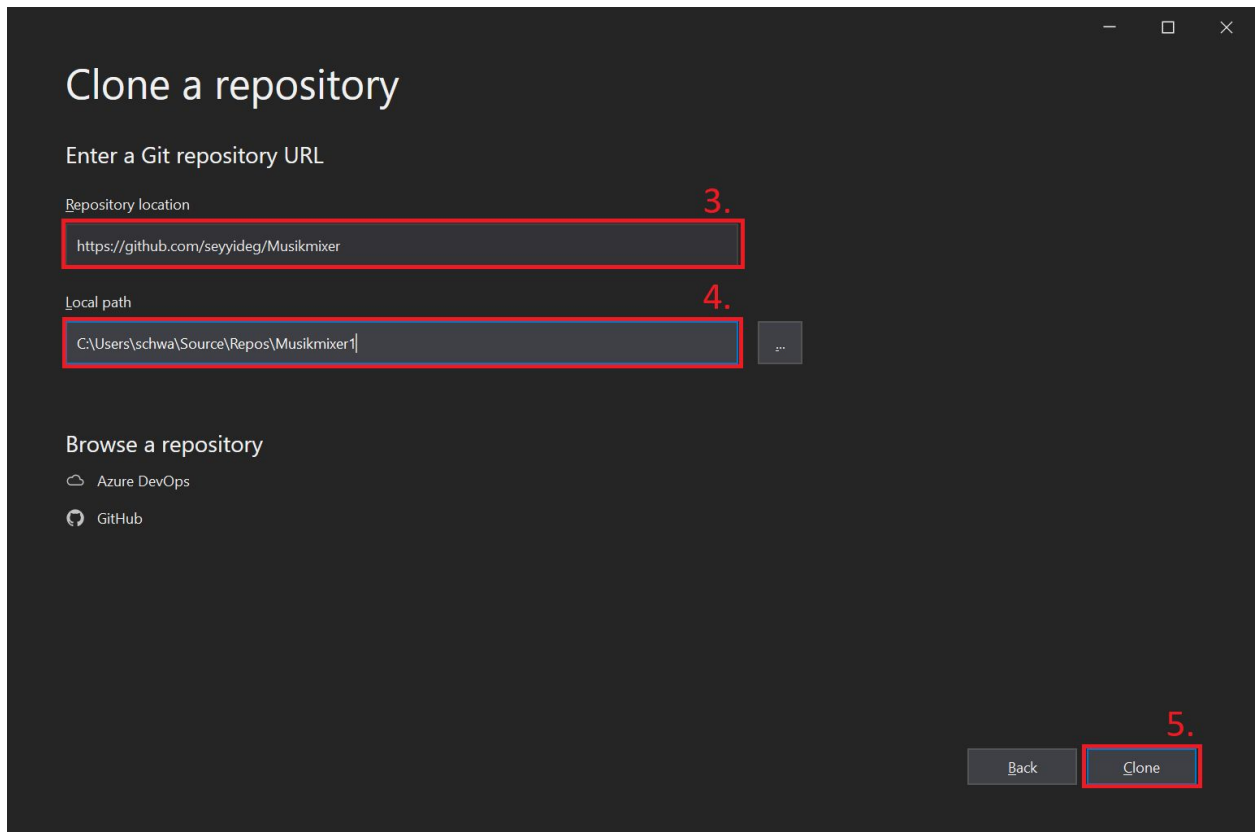 Clone a repository
Enter a Git repository URL
Repository location
3.
https://github.com/seyyideg/Musikmixer
Local path
4.
C:\Users\schwa\Source\Repos\Musikmixer1
...
Browse a repository
Azure DevOps
GitHub
5.
Back
Clone